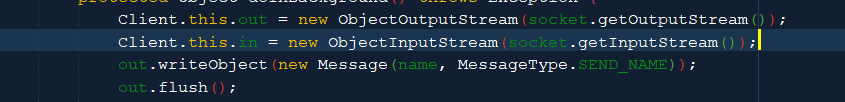 protected Object doInBackground() throws Exception {
Client.this.out = new ObjectOutputStream(socket.getOutputStream());
Client.this.in = new ObjectInputStream(socket.getInputStream());
out.writeObject(new Message(name, MessageType.SEND_NAME));
out.flush();